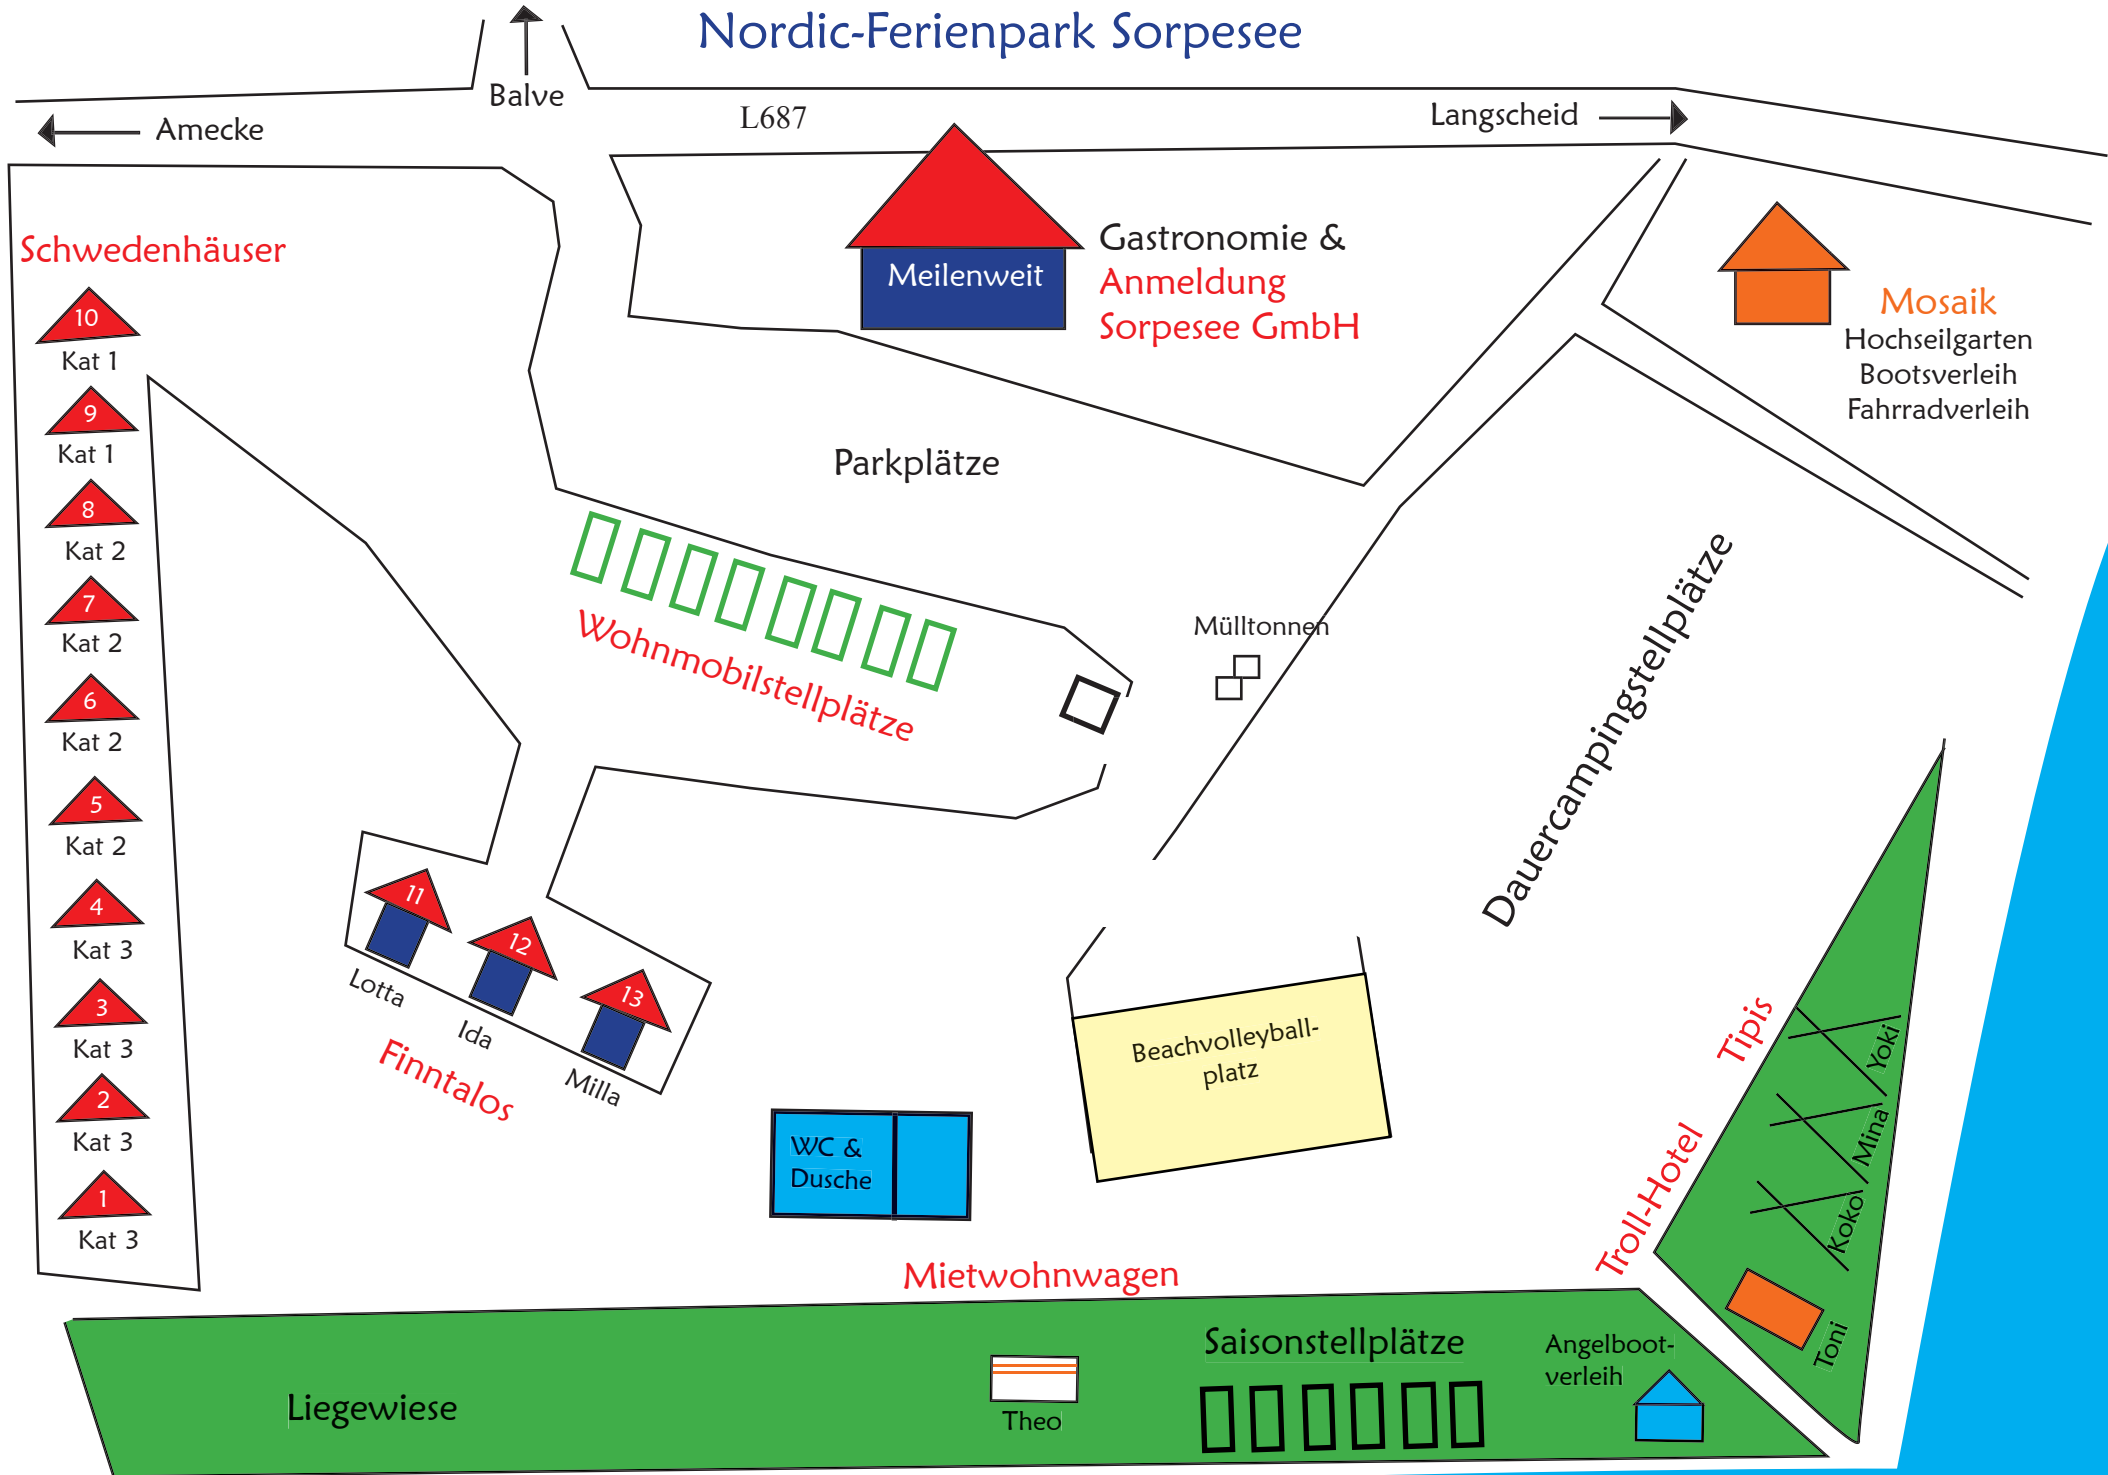 Nordic-Ferienpark Sorpesee
Balve
L687
Langscheid
Amecke
Schwedenhäuser
10
Kat 1
9
Kat 1
8
Kat 2
7
Kat 2
6
Kat 2
5
Kat 2
4
Kat 3
3
Kat 3
2
Kat 3
1
Kat 3
Meilenweit
Gastronomie &
Anmeldung
Sorpesee GmbH
Mosaik
Hochseilgarten
Bootsverleih
Fahrradverleih
Parkplätze
Wohnmobilstellplätze
Mülltonnen
Dauercampingstellplätze
11
Lotta
12
Ida
13
Milla
Finntalos
Beachvolleyball-
platz
WC &
Dusche
Tipis
Yoki
Mina
Koko
Troll-Hotel
Toni
Mietwohnwagen
Liegewiese
Theo
Saisonstellplätze
Angelboot-
verleih